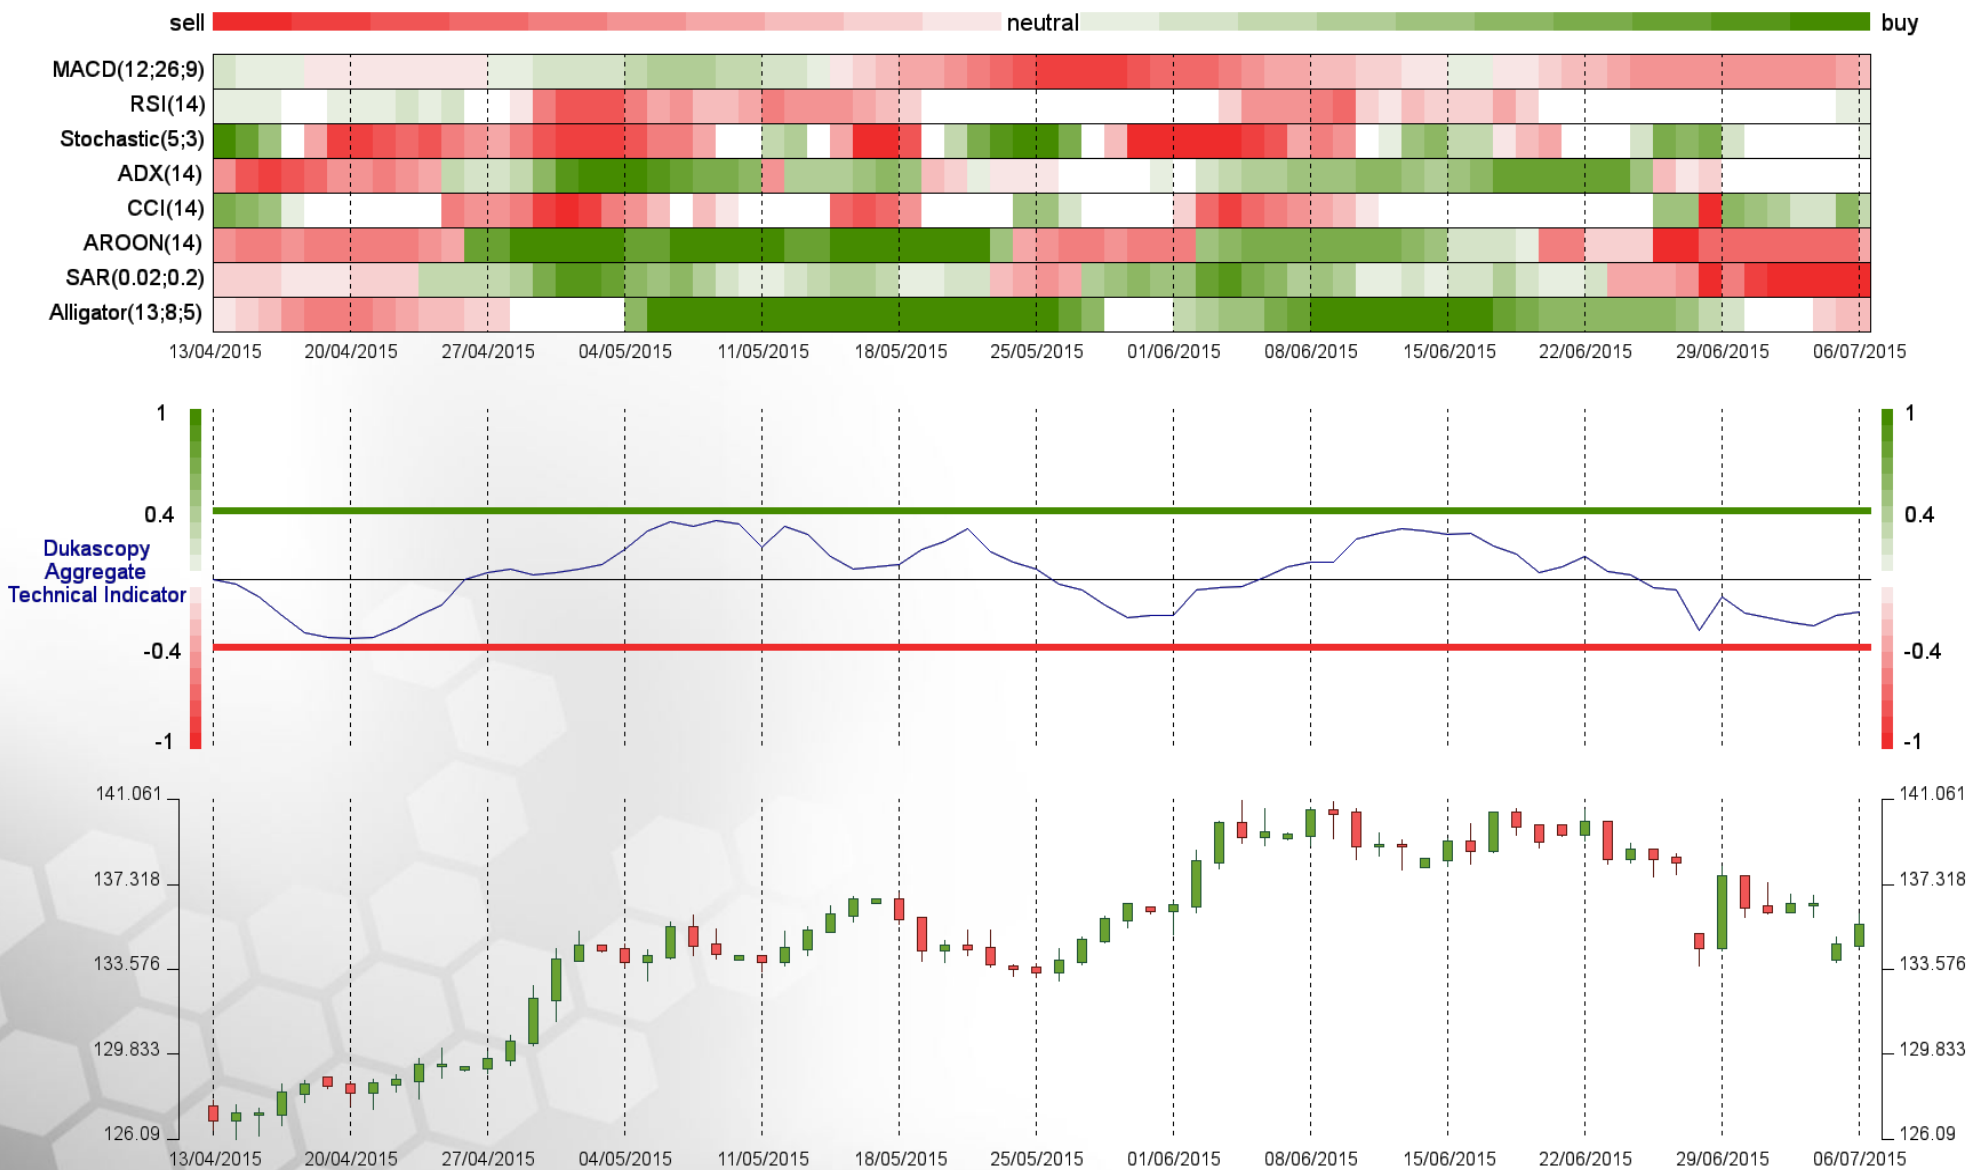 sell neutral buy
MACD(12;26;9)
RSI(14)
Stochastic(5;3)
ADX(14)
CCI(14)
AROON(14)
SAR(0.02;0.2)
Alligator(13;8;5)
13/04/2015 20/04/2015 27/04/2015 04/05/2015 11/05/2015 18/05/2015 25/05/2015 01/06/2015 08/06/2015 15/06/2015 22/06/2015 29/06/2015 06/07/2015
1 1
0.4 0.4
Dukascopy
Aggregate
Technical Indicator
-0.4 -0.4
-1 -1
141.061 141.061
137.318 137.318
133.576 133.576
129.833 129.833
126.09 126.09
13/04/2015 20/04/2015 27/04/2015 04/05/2015 11/05/2015 18/05/2015 25/05/2015 01/06/2015 08/06/2015 15/06/2015 22/06/2015 29/06/2015 06/07/2015